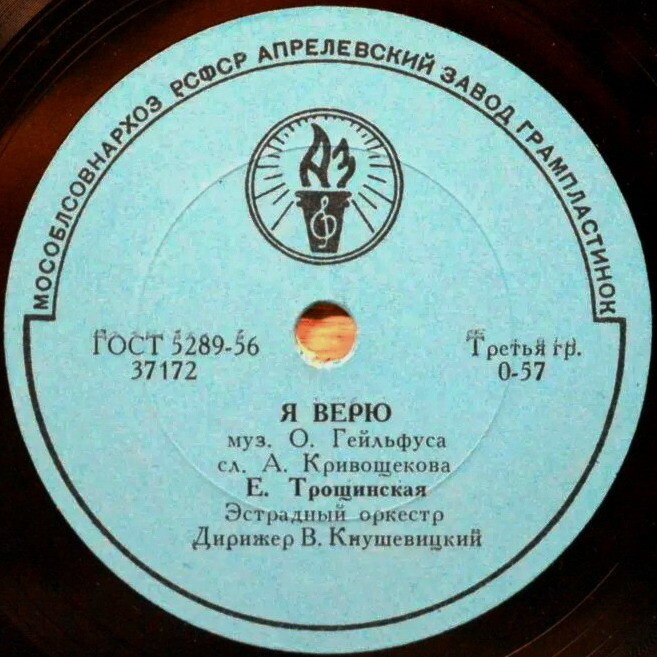 МОСОБЛСОВНАРХОЗ РСФСР АПРЕЛЕВСКИЙ ЗАВОД ГРАМПЛАСТИНОК
АЗ
ГОСТ 5289-56
37172
Третья гр.
0-57
Я ВЕРЮ
муз. О. Гейльфуса
сл. А. Кривощекова
Е. Трощинская
Эстрадный оркестр
Дирижер В. Кнушевицкий